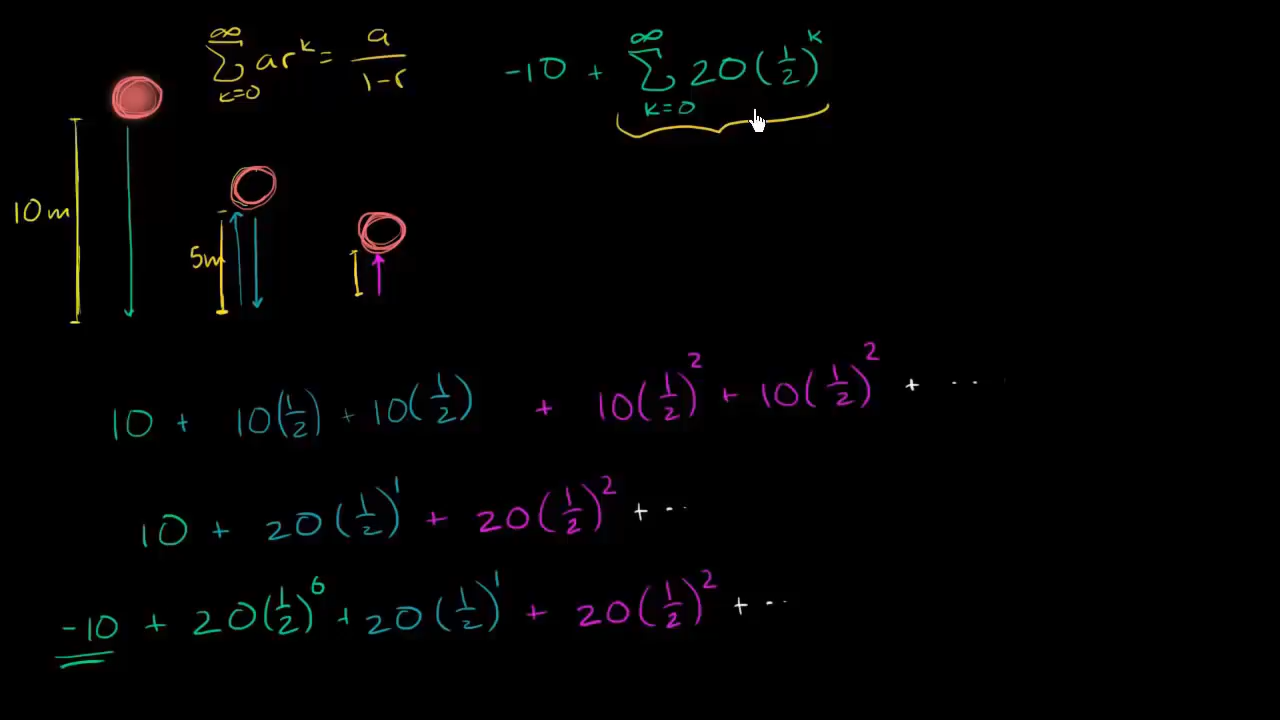 ∞∑k=0 ar^k = a/(1-r)
-10 + ∞∑k=0 20(1/2)^k
10m
5m
10 + 10(1/2) + 10(1/2) + 10(1/2)^2 + 10(1/2)^2 + ...
10 + 20(1/2)^1 + 20(1/2)^2 + ...
-10 + 20(1/2)^0 + 20(1/2)^1 + 20(1/2)^2 + ...